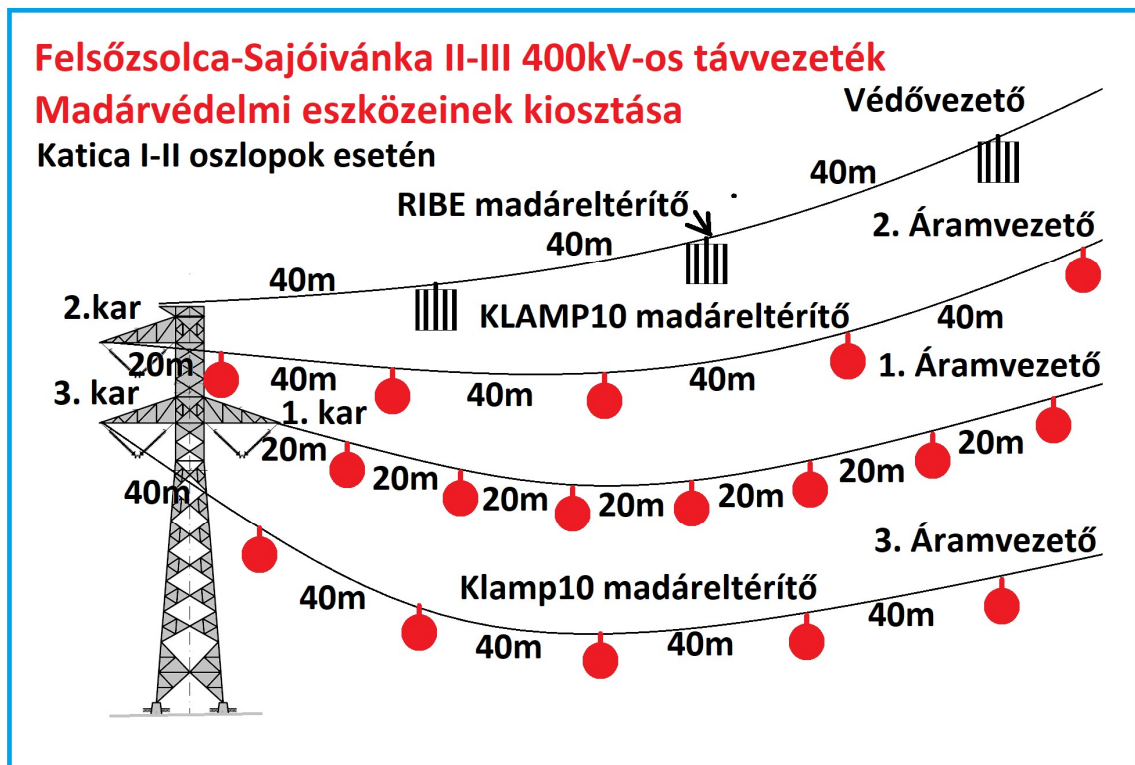 Felsőzsolca-Sajóivánka II-III 400kV-os távvezeték
Madárvédelmi eszközeinek kiosztása
Katica I-II oszlopok esetén
Védővezető
40m
RIBE madáreltérítő
40m
40m
2. Áramvezető
2.kar
KLAMP10 madáreltérítő
40m
20m
40m
40m
40m
1. Áramvezető
3. kar
1. kar
20m
20m
20m
20m
20m
20m
20m
40m
3. Áramvezető
Klamp10 madáreltérítő
40m
40m
40m
40m